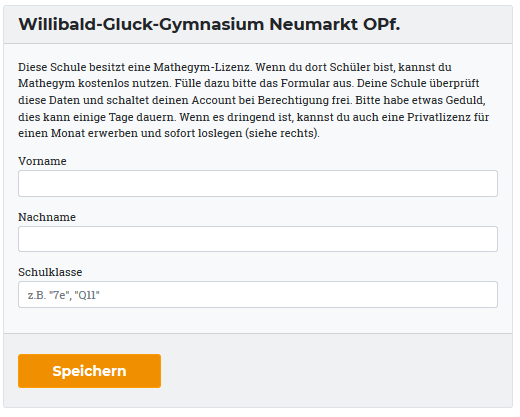 Willibald-Gluck-Gymnasium Neumarkt OPf.
Diese Schule besitzt eine Mathegym-Lizenz. Wenn du dort Schüler bist, kannst du
Mathegym kostenlos nutzen. Fülle dazu bitte das Formular aus. Deine Schule überprüft
diese Daten und schaltet deinen Account bei Berechtigung frei. Bitte habe etwas Geduld,
dies kann einige Tage dauern. Wenn es dringend ist, kannst du auch eine Privatlizenz für
einen Monat erwerben und sofort loslegen (siehe rechts).
Vorname
Nachname
Schulklasse
z.B. "7e", "Q11"
Speichern